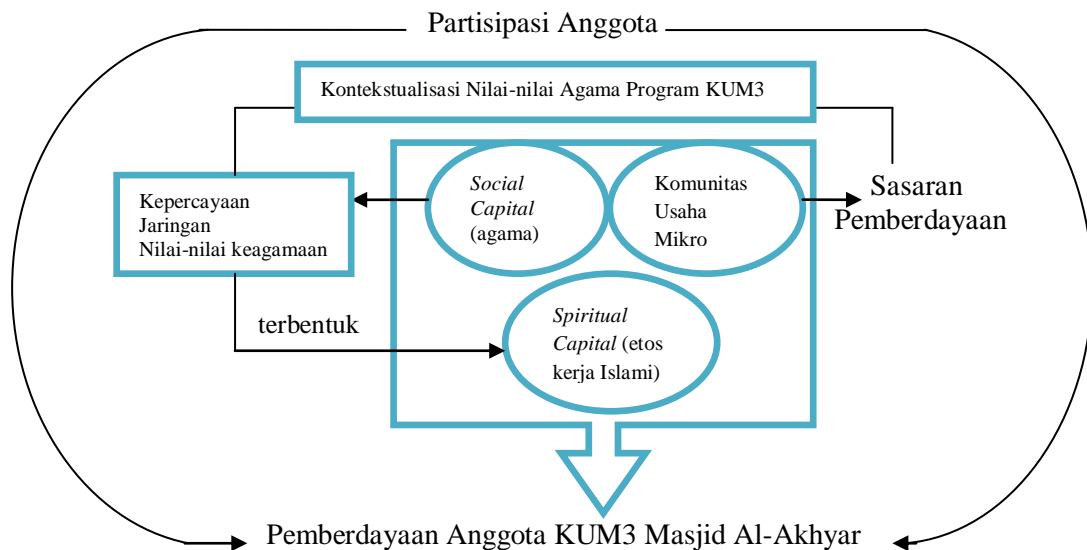 Partisipasi Anggota
Kontekstualisasi Nilai-nilai Agama Program KUM3
Kepercayaan
Jaringan
Nilai-nilai keagamaan
Social
Capital
(agama)
Komunitas
Usaha
Mikro
Sasaran
Pemberdayaan
terbentuk
Spiritual
Capital (etos
kerja Islami)
Pemberdayaan Anggota KUM3 Masjid Al-Akhyar